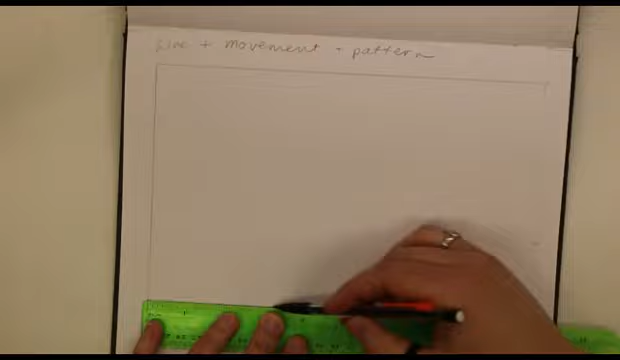 Line + movement + pattern